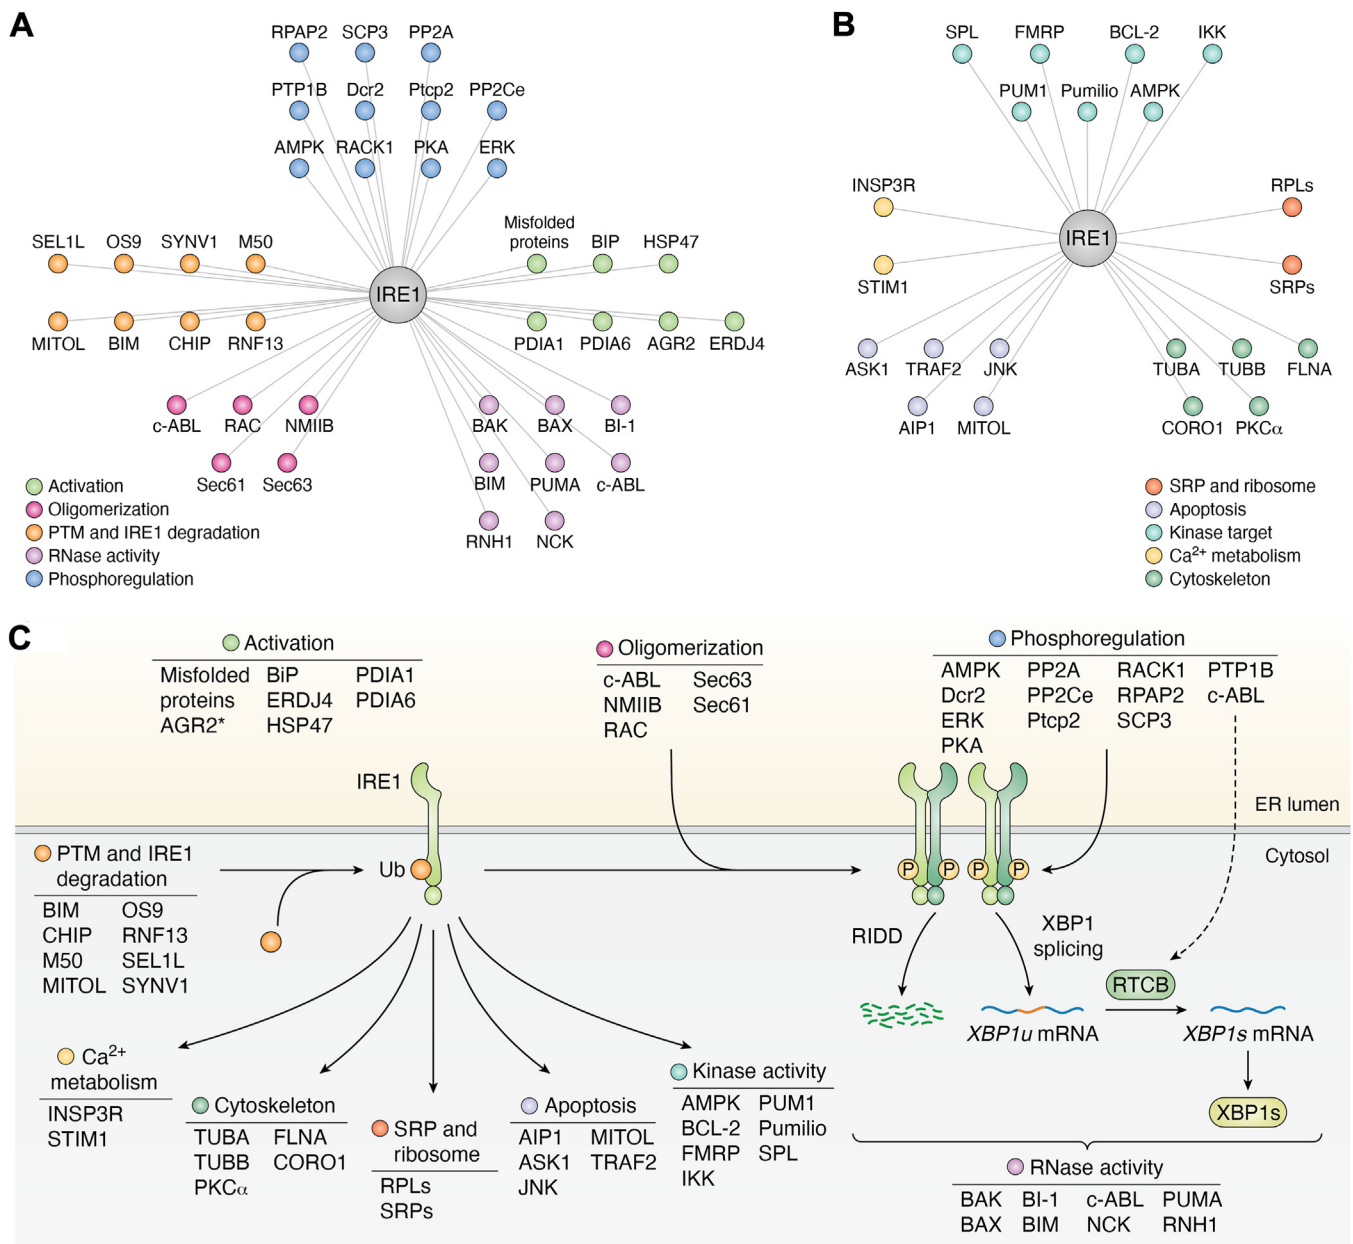 A
RPAP2 SCP3 PP2A
PTP1B Dcr2 Ptcp2 PP2Ce
AMPK RACK1 PKA ERK
SEL1L OS9 SYNV1 M50
Misfolded
proteins BIP HSP47
IRE1
MITOL BIM CHIP RNF13
PDIA1 PDIA6 AGR2 ERDJ4
c-ABL RAC NMIIB
BAK BAX BI-1
Sec61 Sec63
BIM PUMA c-ABL
RNH1 NCK
Activation
Oligomerization
PTM and IRE1 degradation
RNase activity
Phosphoregulation
B
SPL FMRP BCL-2 IKK
PUM1 Pumilio AMPK
INSP3R RPLs
IRE1
STIM1 SRPs
ASK1 TRAF2 JNK
TUBA TUBB FLNA
AIP1 MITOL
CORO1 PKCα
SRP and ribosome
Apoptosis
Kinase target
Ca2+ metabolism
Cytoskeleton
C
Activation
Misfolded BiP PDIA1
proteins ERDJ4 PDIA6
AGR2* HSP47
Oligomerization
c-ABL Sec63
NMIIB Sec61
RAC
Phosphoregulation
AMPK PP2A RACK1 PTP1B
Dcr2 PP2Ce RPAP2 c-ABL
ERK Ptcp2 SCP3
PKA
IRE1
ER lumen
Cytosol
PTM and IRE1
degradation
BIM OS9
CHIP RNF13
M50 SEL1L
MITOL SYNV1
Ub
P P P P
RIDD
XBP1
splicing
RTCB
XBP1u mRNA
XBP1s mRNA
XBP1s
Ca2+
metabolism
INSP3R
STIM1
Cytoskeleton
TUBA FLNA
TUBB CORO1
PKCα
SRP and
ribosome
RPLs
SRPs
Apoptosis
AIP1 MITOL
ASK1 TRAF2
JNK
Kinase activity
AMPK PUM1
BCL-2 Pumilio
FMRP SPL
IKK
RNase activity
BAK BI-1 c-ABL PUMA
BAX BIM NCK RNH1